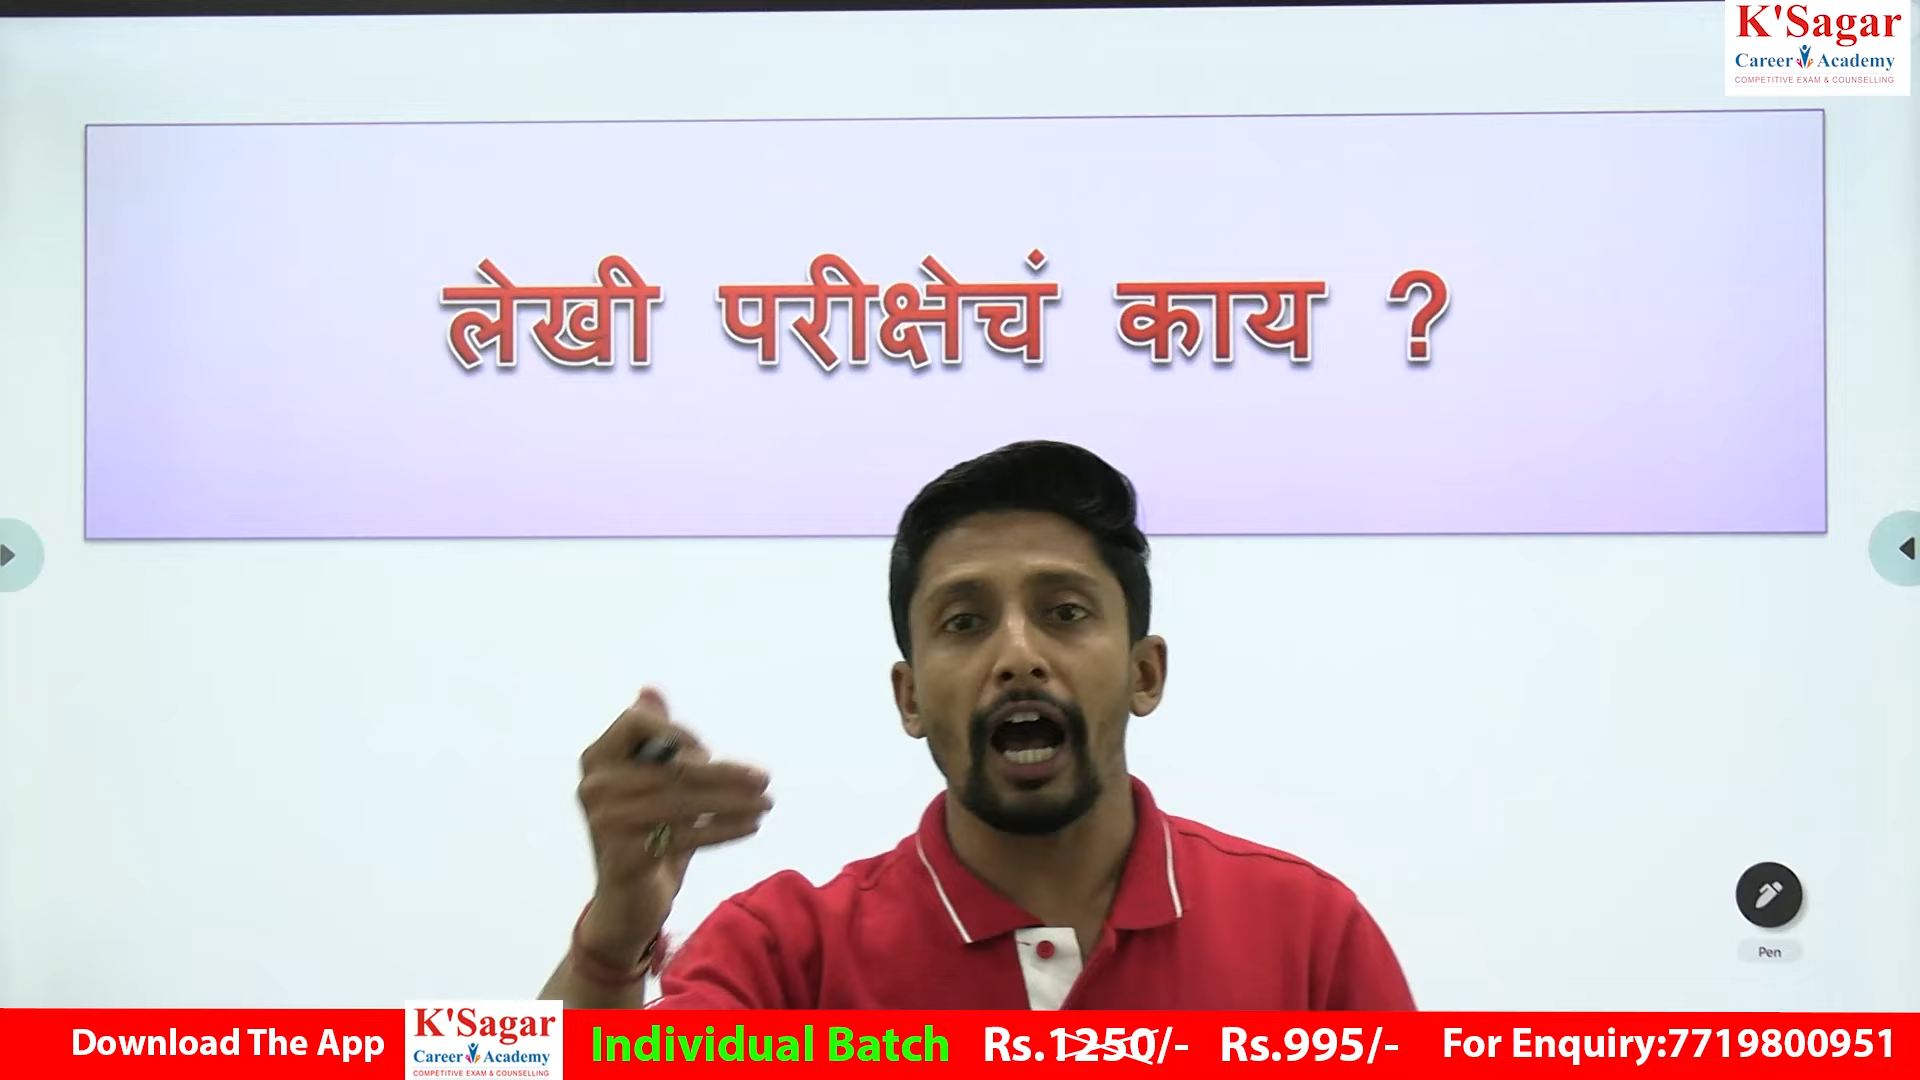 K'Sagar
Career Academy
COMPETITIVE EXAM & COUNSELLING
लेखी परीक्षेचं काय ?
Pen
Download The App
K'Sagar
Career Academy
COMPETITIVE EXAM & COUNSELLING
Individual Batch
Rs.1250/-
Rs.995/-
For Enquiry:7719800951